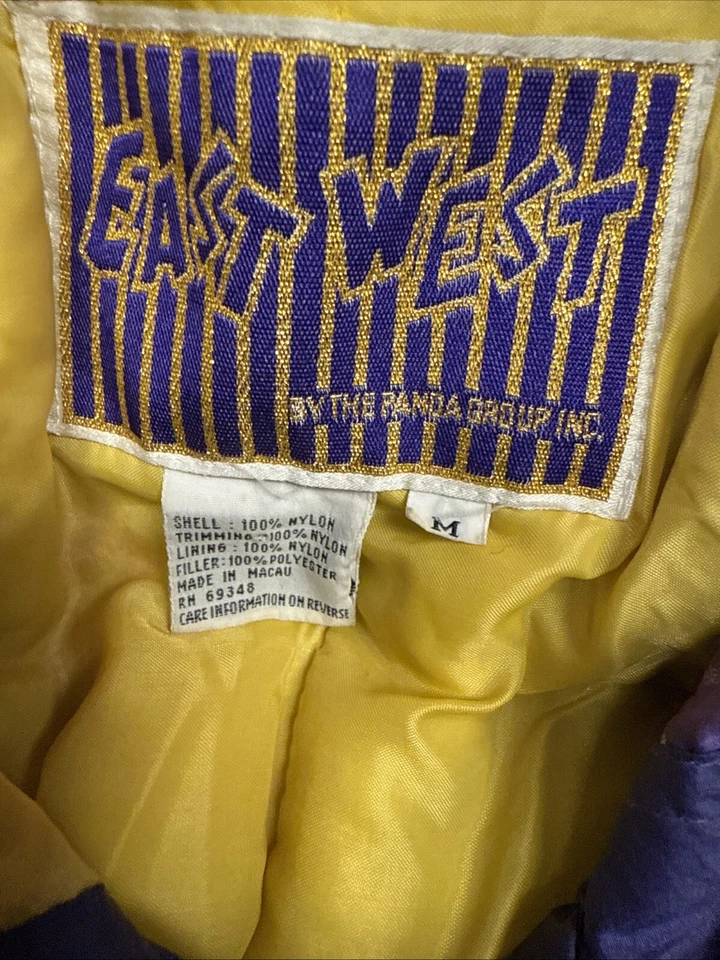 EAST WEST
BY THE PANDA GROUP INC.
SHELL : 100% NYLON
TRIMMING : 100% NYLON
LINING : 100% NYLON
FILLER : 100% POLYESTER
MADE IN MACAU
RN 69348
CARE INFORMATION ON REVERSE
M